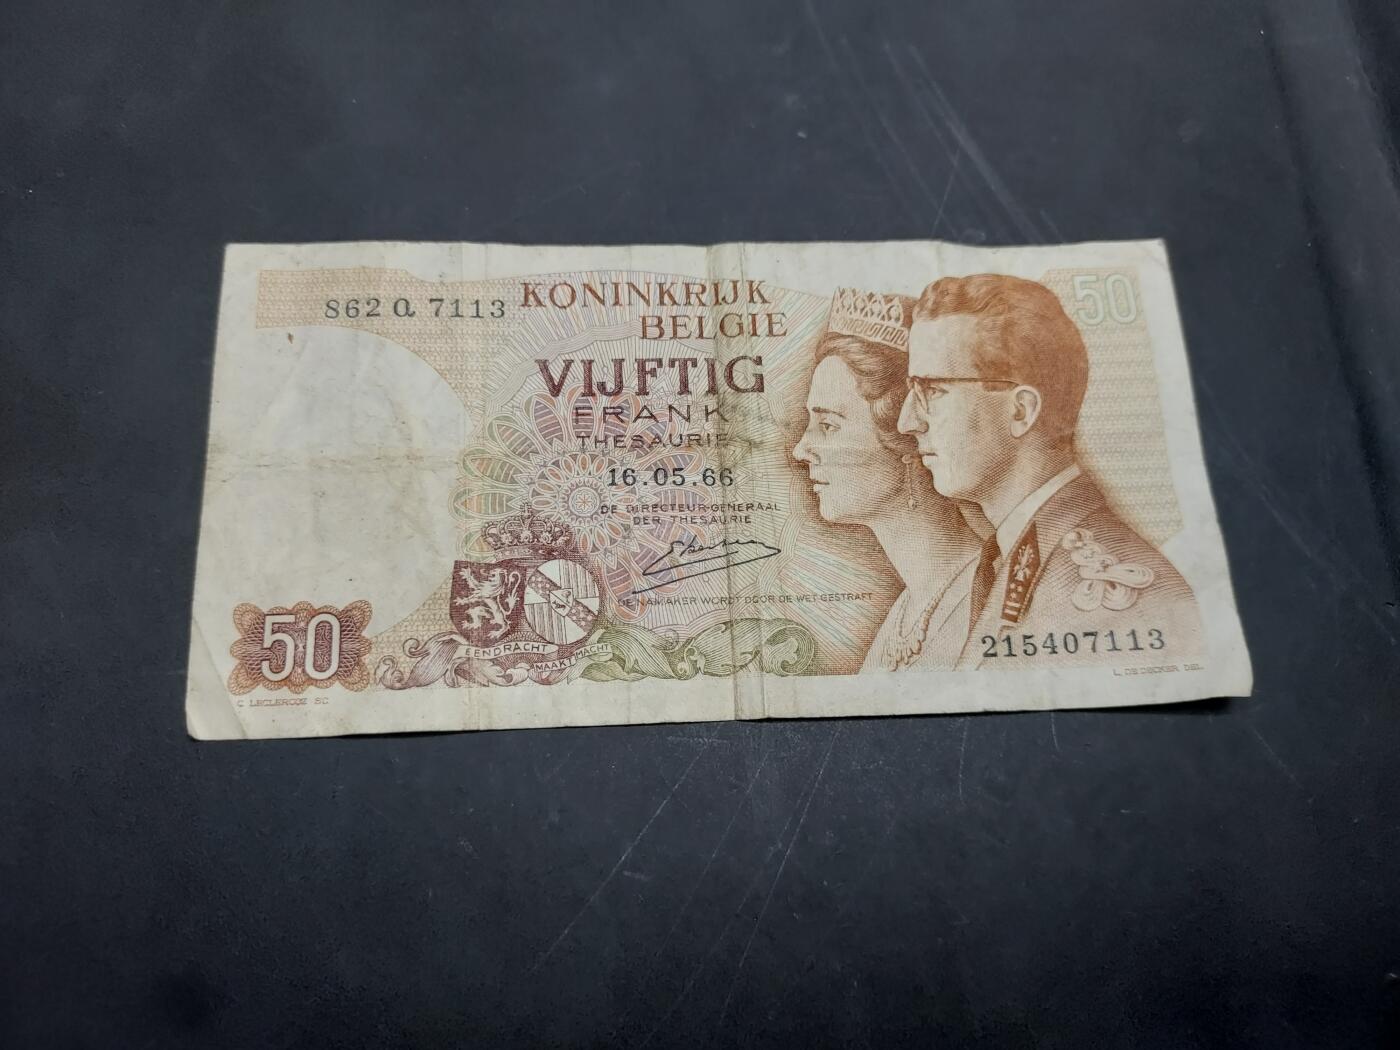 862 Q 7113
KONINKRIJK
BELGIE
50
VIJFTIG
FRANK
THESAURIE
16.05.66
DE DIRECTEUR-GENERAAL
DER THESAURIE
DE NAMAKER WORDT DOOR DE WET GESTRAFT
EENDRACHT
MAAKT MACHT
50
215407113
C LECLERCQZ SC
L. DE DECKER DEL.